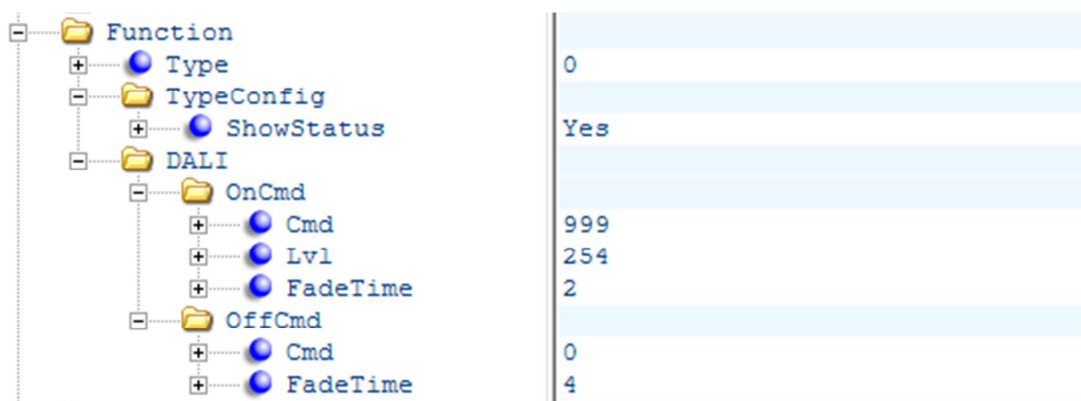 Function
Type 0
TypeConfig
ShowStatus Yes
DALI
OnCmd
Cmd 999
Lvl 254
FadeTime 2
OffCmd
Cmd 0
FadeTime 4